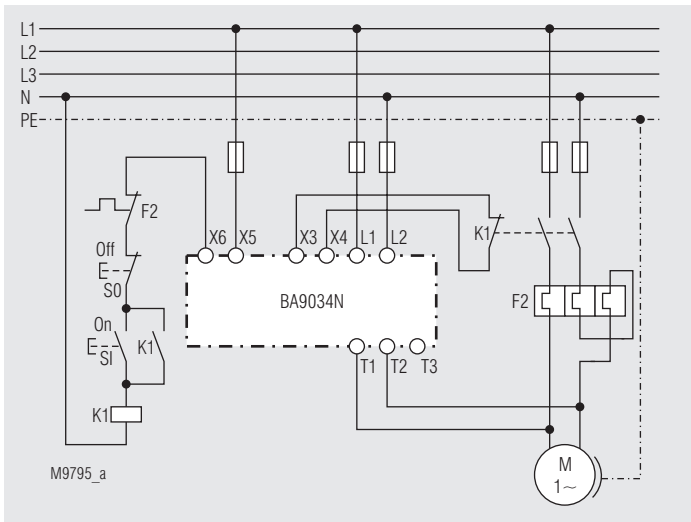 L1
L2
L3
N
PE
F2
X6 X5 X3 X4 L1 L2
K1
Off
S0
BA9034N
F2
On
SI
K1
T1 T2 T3
K1
M
1~
M9795_a